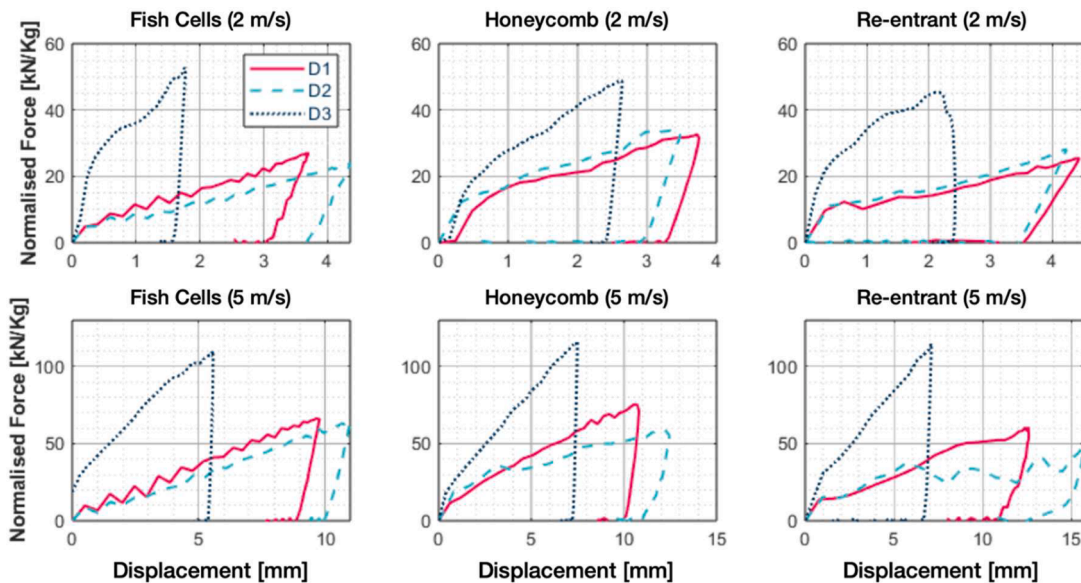 Fish Cells (2 m/s)
Honeycomb (2 m/s)
Re-entrant (2 m/s)
Normalised Force [kN/Kg]
60
40
20
0
0 1 2 3 4
D1
D2
D3
60
40
20
0
0 1 2 3 4
60
40
20
0
0 1 2 3 4
Fish Cells (5 m/s)
Honeycomb (5 m/s)
Re-entrant (5 m/s)
Normalised Force [kN/Kg]
100
50
0
0 5 10
100
50
0
0 5 10 15
100
50
0
0 5 10 15
Displacement [mm]
Displacement [mm]
Displacement [mm]